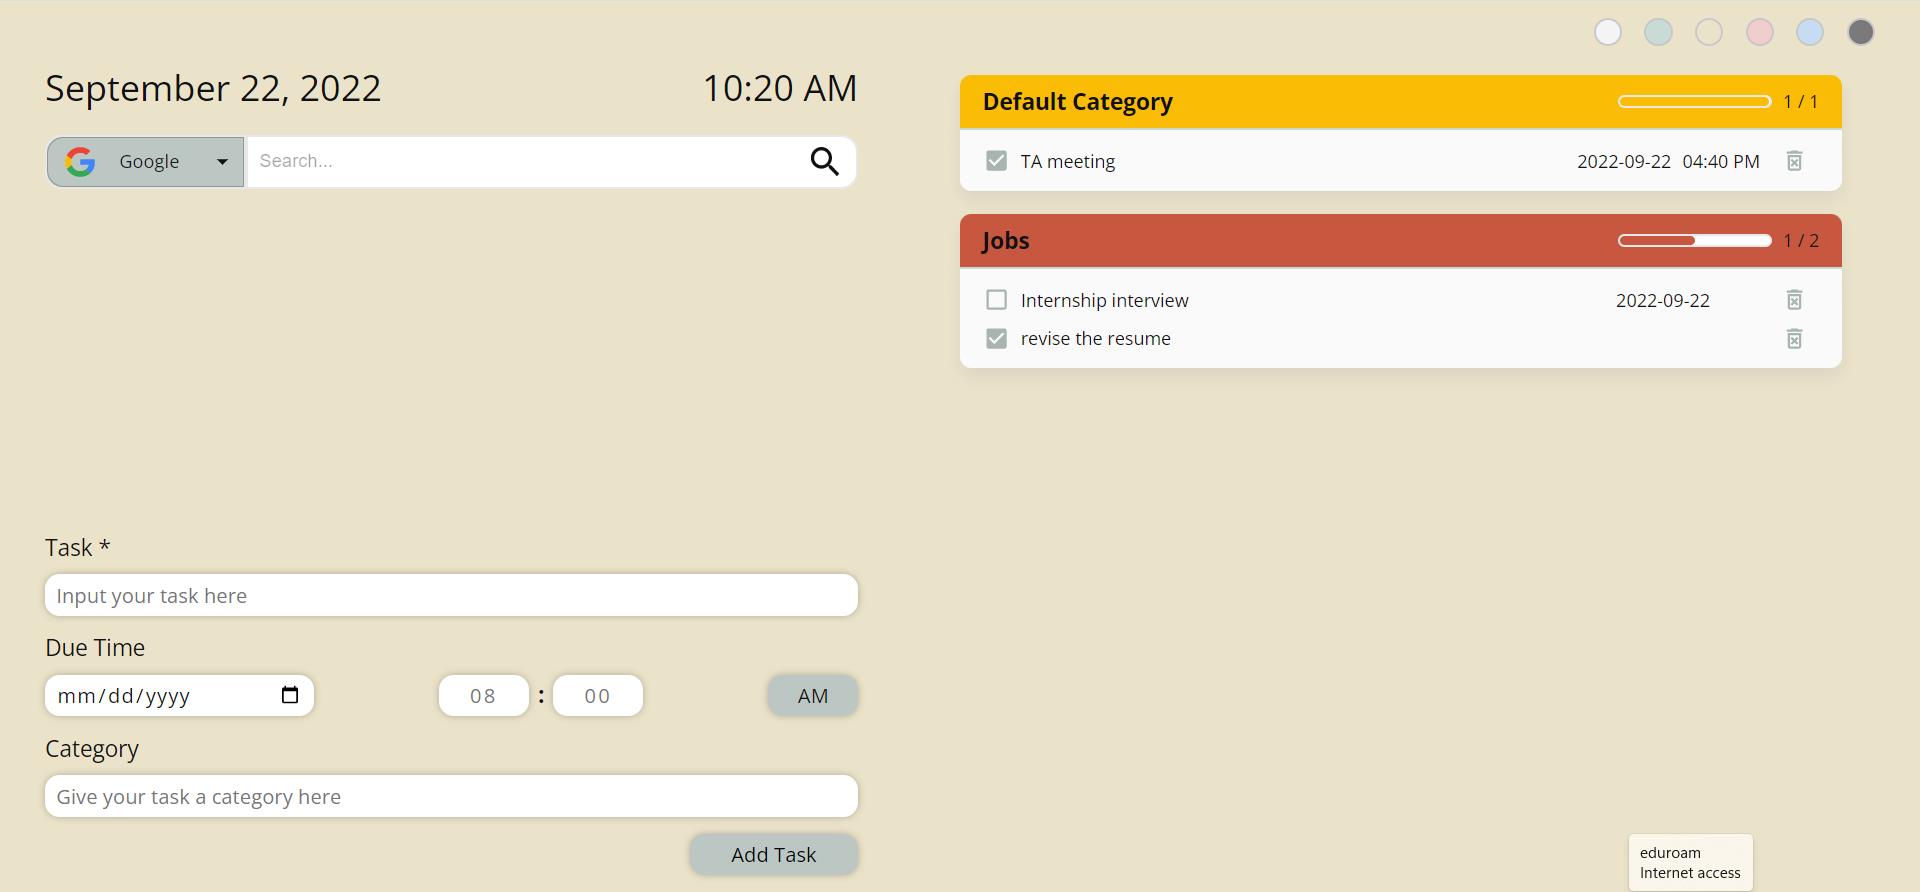 September 22, 2022
10:20 AM
Google
Search...
Task *
Input your task here
Due Time
mm/dd/yyyy
08 : 00
AM
Category
Give your task a category here
Add Task
Default Category
1 / 1
TA meeting
2022-09-22 04:40 PM
Jobs
1 / 2
Internship interview
2022-09-22
revise the resume
eduroam
Internet access